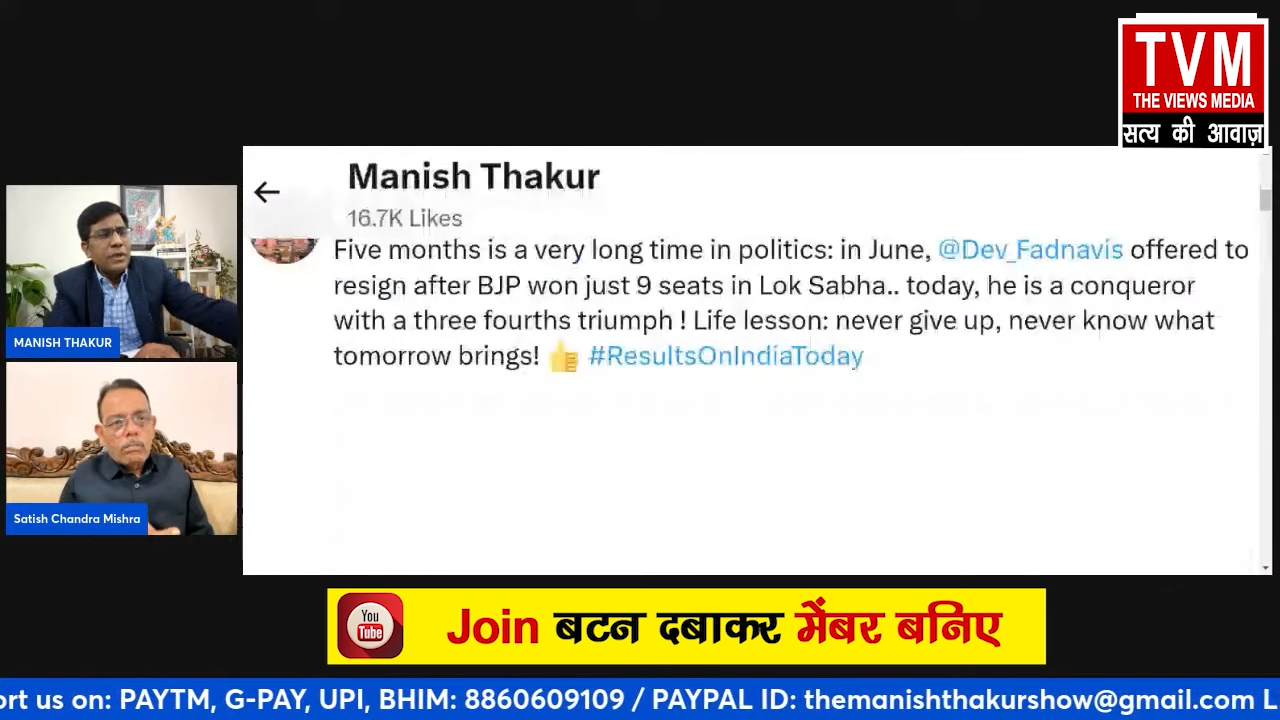 TVM
THE VIEWS MEDIA
सत्य की आवाज़
Manish Thakur
16.7K Likes
Five months is a very long time in politics: in June, @Dev_Fadnavis offered to
resign after BJP won just 9 seats in Lok Sabha.. today, he is a conqueror
with a three fourths triumph ! Life lesson: never give up, never know what
tomorrow brings! 👍 #ResultsOnIndiaToday
MANISH THAKUR
Satish Chandra Mishra
You
Tube
Join बटन दबाकर मेंबर बनिए
ort us on: PAYTM, G-PAY, UPI, BHIM: 8860609109 / PAYPAL ID: themanishthakurshow@gmail.com L